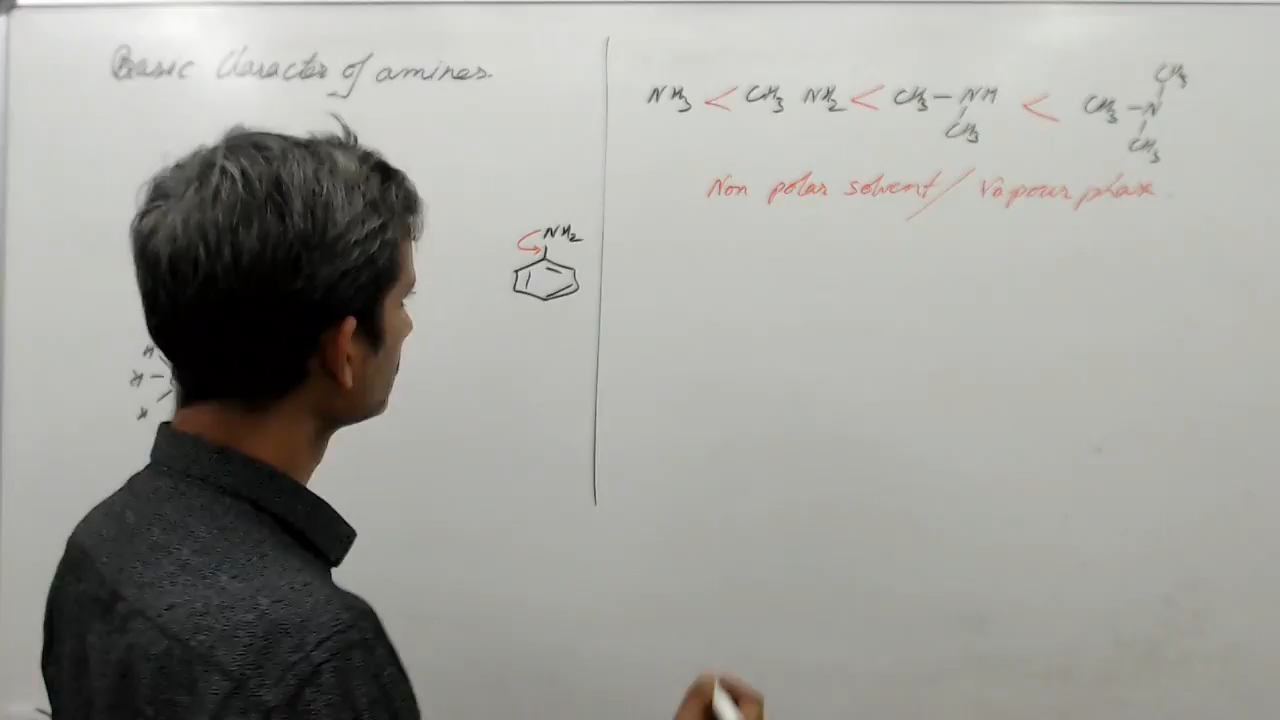 Basic Character of amines.
NH2
H
H
H
CH3
NH3 < CH3 NH2 < CH3 – NH < CH3 – N
CH3
CH3
Non polar solvent / Vapour phase.